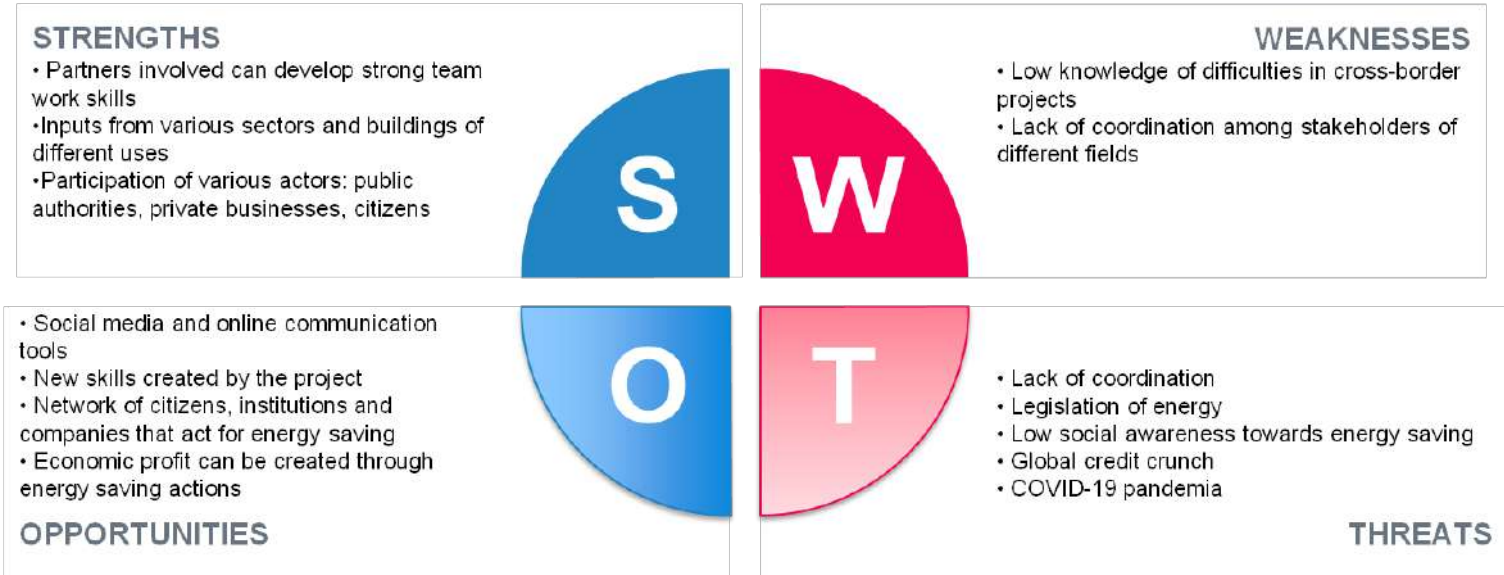 STRENGTHS
• Partners involved can develop strong team
work skills
•Inputs from various sectors and buildings of
different uses
•Participation of various actors: public
authorities, private businesses, citizens
S
WEAKNESSES
• Low knowledge of difficulties in cross-border
projects
• Lack of coordination among stakeholders of
different fields
W
• Social media and online communication
tools
• New skills created by the project
• Network of citizens, institutions and
companies that act for energy saving
• Economic profit can be created through
energy saving actions
OPPORTUNITIES
O
T
• Lack of coordination
• Legislation of energy
• Low social awareness towards energy saving
• Global credit crunch
• COVID-19 pandemia
THREATS